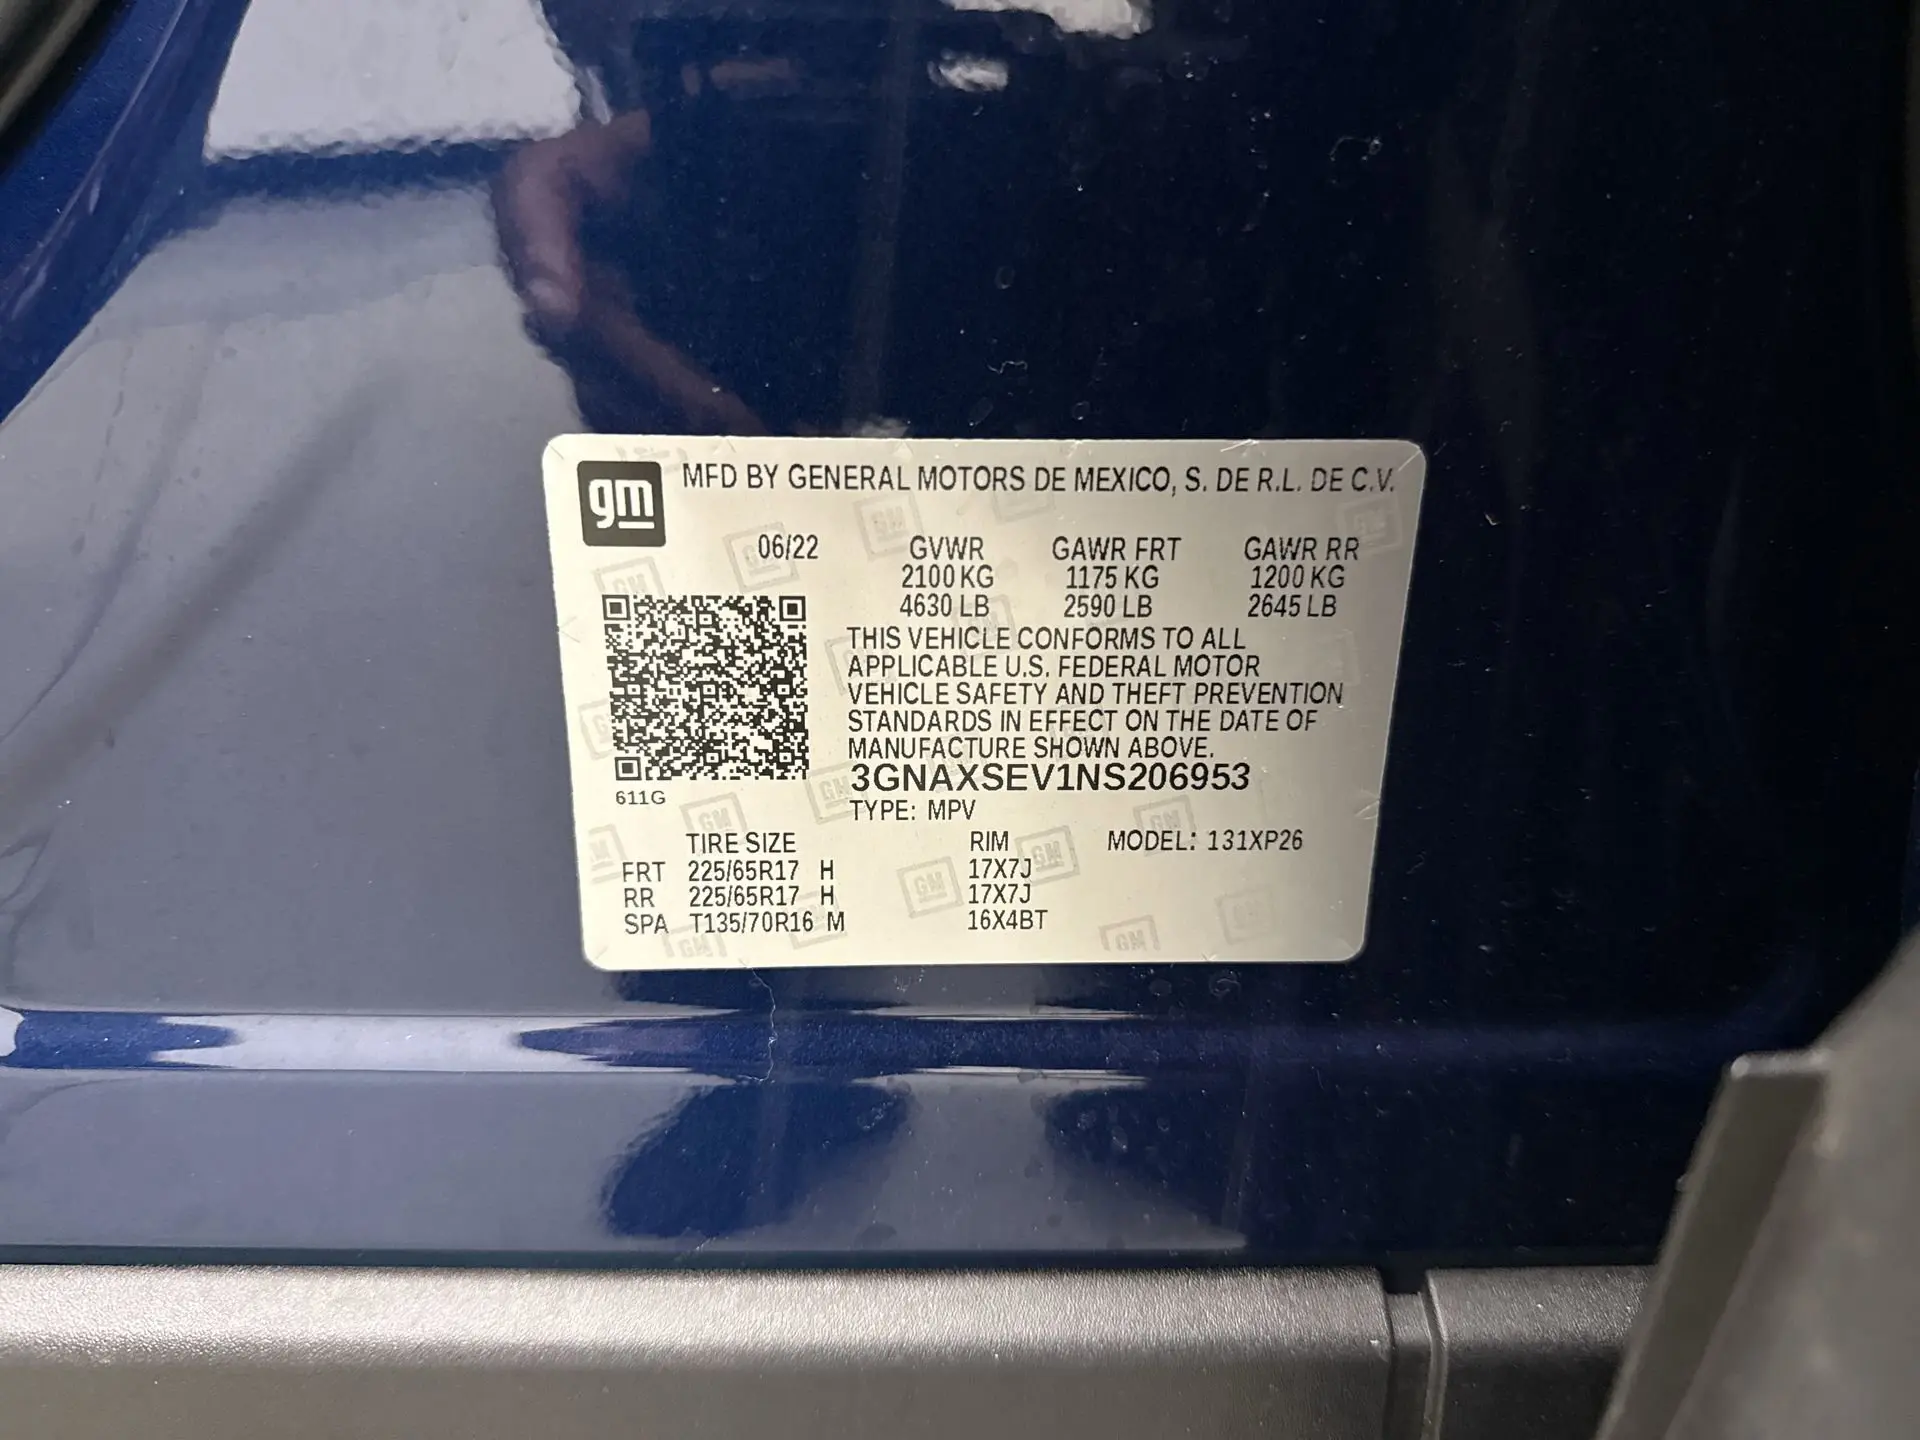 gm
MFD BY GENERAL MOTORS DE MEXICO, S. DE R.L. DE C.V.
06/22 GVWR GAWR FRT GAWR RR
2100 KG 1175 KG 1200 KG
4630 LB 2590 LB 2645 LB
THIS VEHICLE CONFORMS TO ALL
APPLICABLE U.S. FEDERAL MOTOR
VEHICLE SAFETY AND THEFT PREVENTION
STANDARDS IN EFFECT ON THE DATE OF
MANUFACTURE SHOWN ABOVE.
3GNAXSEV1NS206953
611G
TYPE: MPV
TIRE SIZE RIM MODEL: 131XP26
FRT 225/65R17 H 17X7J
RR 225/65R17 H 17X7J
SPA T135/70R16 M 16X4BT